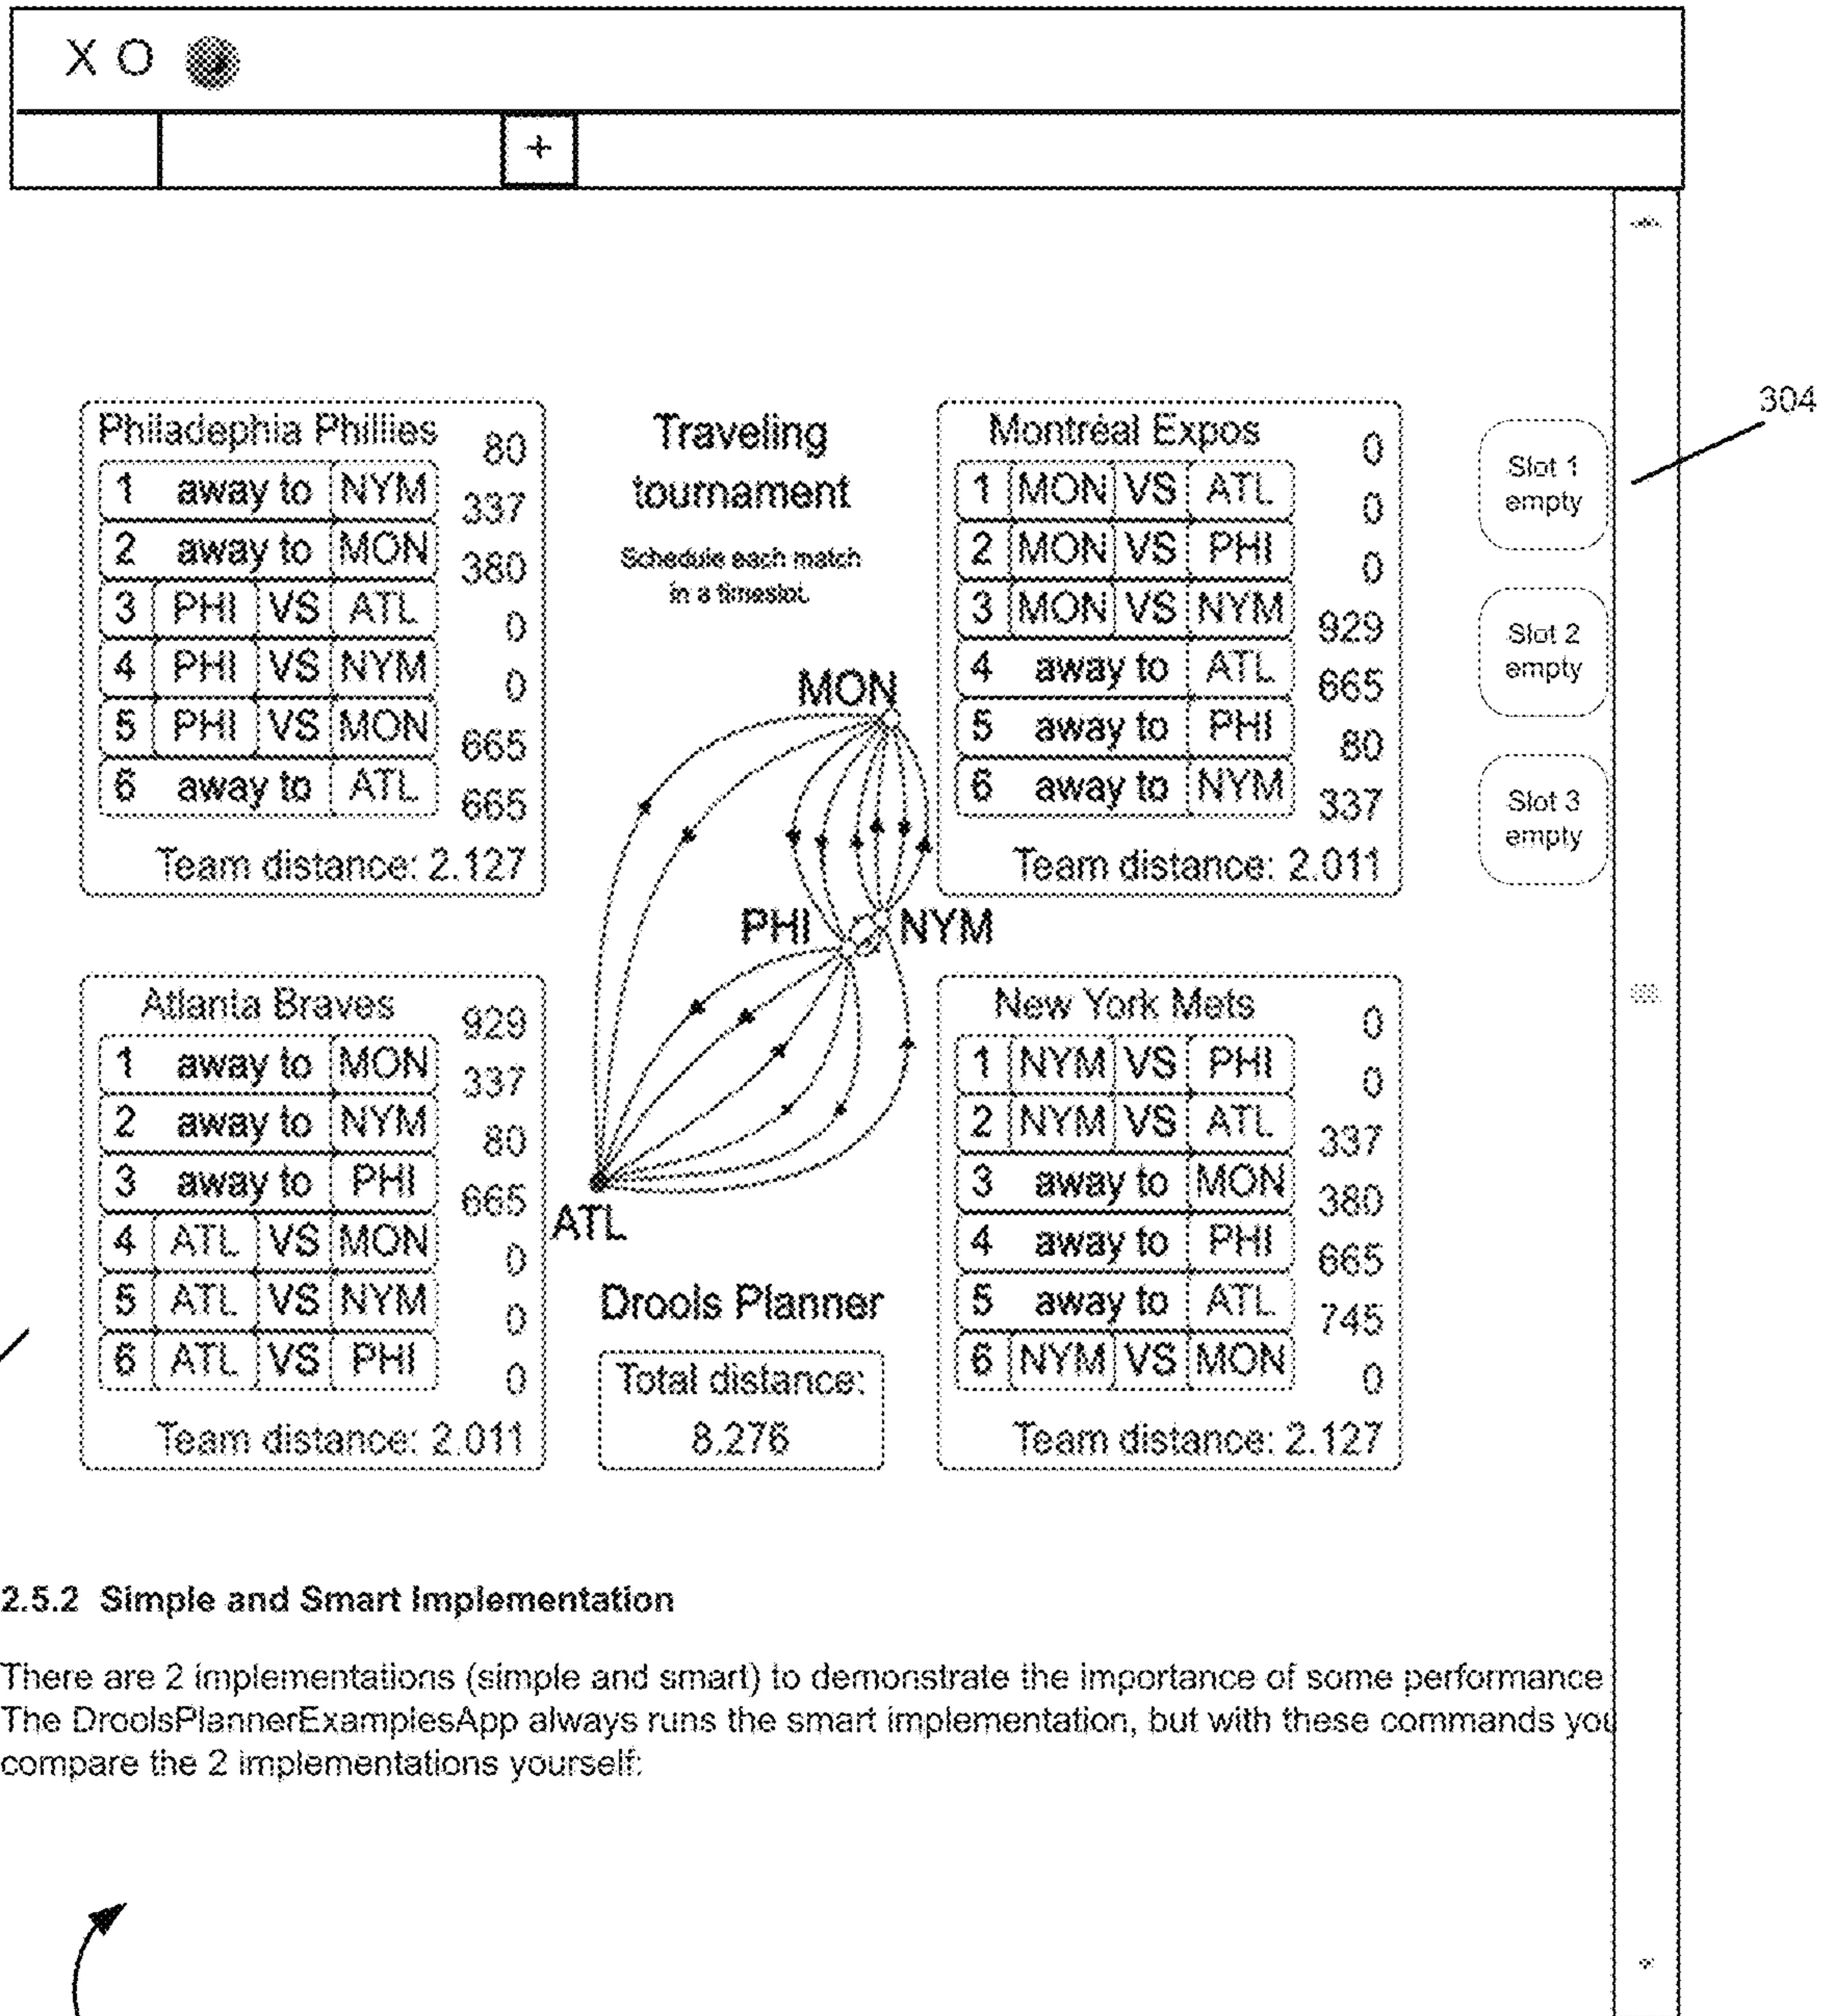 X O
+
304
Philadephia Phillies 80
1 away to NYM 337
2 away to MON 380
3 PHI VS ATL 0
4 PHI VS NYM 0
5 PHI VS MON 665
6 away to ATL 665
Team distance: 2.127
Traveling
tournament
Schedule each match
in a timeslot.
Montréal Expos 0
1 MON VS ATL 0
2 MON VS PHI 0
3 MON VS NYM 929
4 away to ATL 665
5 away to PHI 80
6 away to NYM 337
Team distance: 2.011
Slot 1
empty
Slot 2
empty
Slot 3
empty
MON
PHI
NYM
ATL
Atlanta Braves 929
1 away to MON 337
2 away to NYM 80
3 away to PHI 665
4 ATL VS MON 0
5 ATL VS NYM 0
6 ATL VS PHI 0
Team distance: 2.011
Drools Planner
Total distance:
8.276
New York Mets 0
1 NYM VS PHI 0
2 NYM VS ATL 337
3 away to MON 380
4 away to PHI 665
5 away to ATL 745
6 NYM VS MON 0
Team distance: 2.127
2.5.2 Simple and Smart Implementation
There are 2 implementations (simple and smart) to demonstrate the importance of some performance
The DroolsPlannerExamplesApp always runs the smart implementation, but with these commands you
compare the 2 implementations yourself: